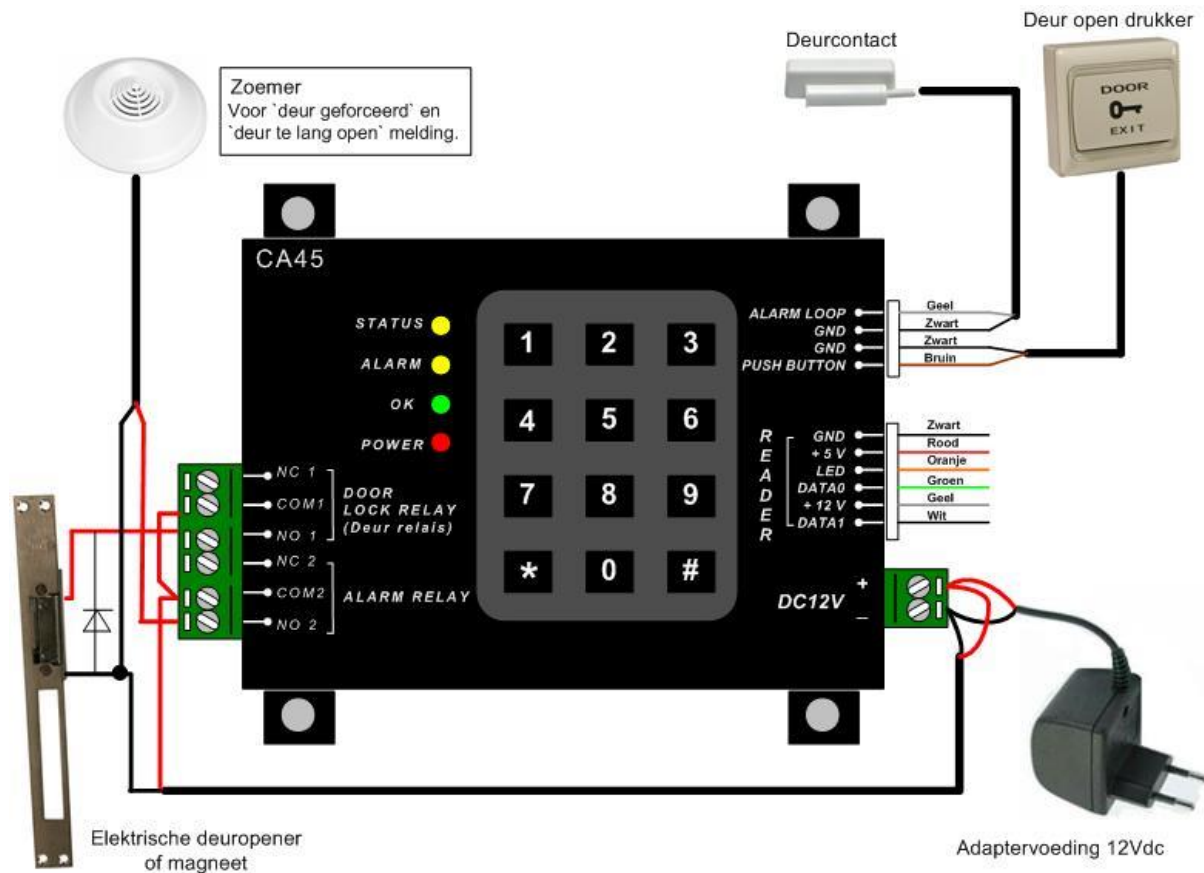 Deur open drukker
Deurcontact
DOOR
EXIT
Zoemer
Voor `deur geforceerd` en
`deur te lang open` melding.
CA45
STATUS
ALARM
OK
POWER
1 2 3
4 5 6
7 8 9
* 0 #
ALARM LOOP
GND
GND
PUSH BUTTON
Geel
Zwart
Zwart
Bruin
READER
GND
+ 5 V
LED
DATA0
+ 12 V
DATA1
Zwart
Rood
Oranje
Groen
Geel
Wit
NC 1
COM1
NO 1
DOOR
LOCK RELAY
(Deur relais)
NC 2
COM2
NO 2
ALARM RELAY
DC12V
+
–
Elektrische deuropener
of magneet
Adaptervoeding 12Vdc